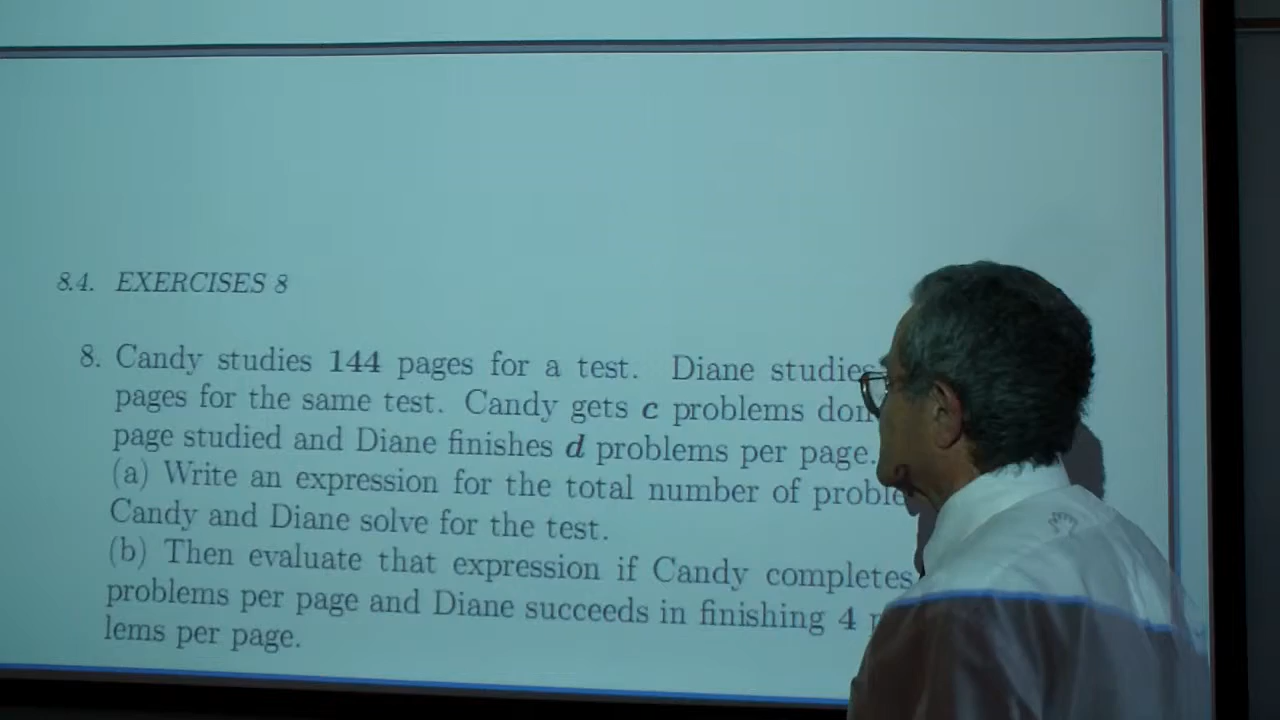 8.4. EXERCISES 8
8. Candy studies 144 pages for a test. Diane studies
pages for the same test. Candy gets c problems don
page studied and Diane finishes d problems per page.
(a) Write an expression for the total number of proble
Candy and Diane solve for the test.
(b) Then evaluate that expression if Candy completes
problems per page and Diane succeeds in finishing 4
lems per page.